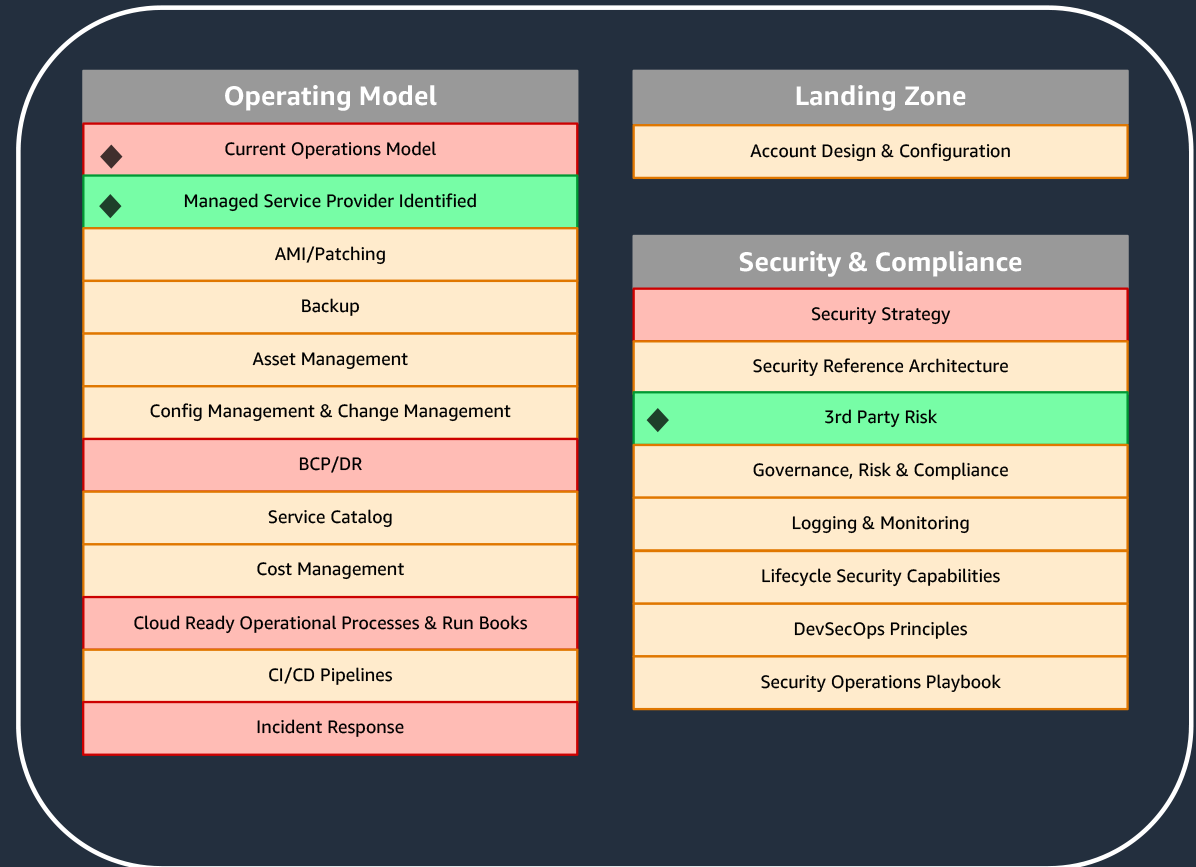 Operating Model
Current Operations Model
Managed Service Provider Identified
AMI/Patching
Backup
Asset Management
Config Management & Change Management
BCP/DR
Service Catalog
Cost Management
Cloud Ready Operational Processes & Run Books
CI/CD Pipelines
Incident Response
Landing Zone
Account Design & Configuration
Security & Compliance
Security Strategy
Security Reference Architecture
3rd Party Risk
Governance, Risk & Compliance
Logging & Monitoring
Lifecycle Security Capabilities
DevSecOps Principles
Security Operations Playbook